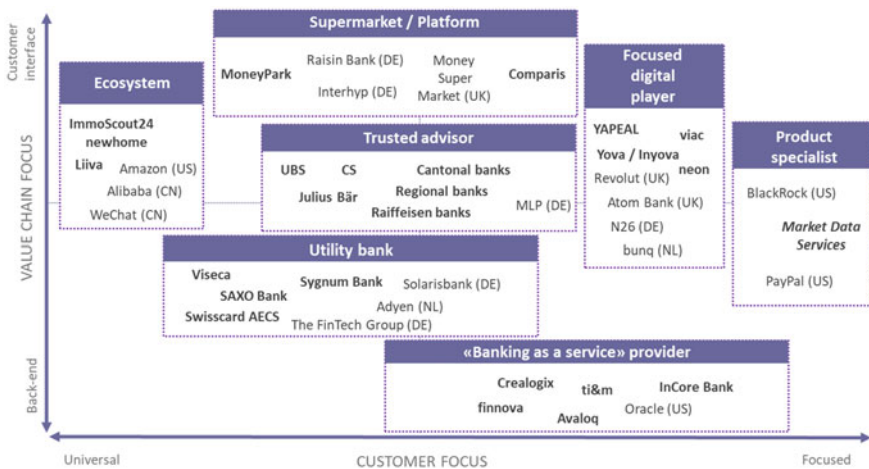 Customer
interface
VALUE CHAIN FOCUS
Back-end
Supermarket / Platform
MoneyPark
Raisin Bank (DE)
Interhyp (DE)
Money
Super
Market (UK)
Comparis
Ecosystem
ImmoScout24
newhome
Liiva
Amazon (US)
Alibaba (CN)
WeChat (CN)
Trusted advisor
UBS
CS
Cantonal banks
Julius Bär
Regional banks
Raiffeisen banks
MLP (DE)
Focused
digital
player
YAPEAL
viac
Yova / Inyova
neon
Revolut (UK)
Atom Bank (UK)
N26 (DE)
bunq (NL)
Product
specialist
BlackRock (US)
Market Data
Services
PayPal (US)
Utility bank
Viseca
Sygnum Bank
Solarisbank (DE)
SAXO Bank
Adyen (NL)
Swisscard AECS
The FinTech Group (DE)
«Banking as a service» provider
Crealogix
ti&m
InCore Bank
finnova
Avaloq
Oracle (US)
Universal
CUSTOMER FOCUS
Focused